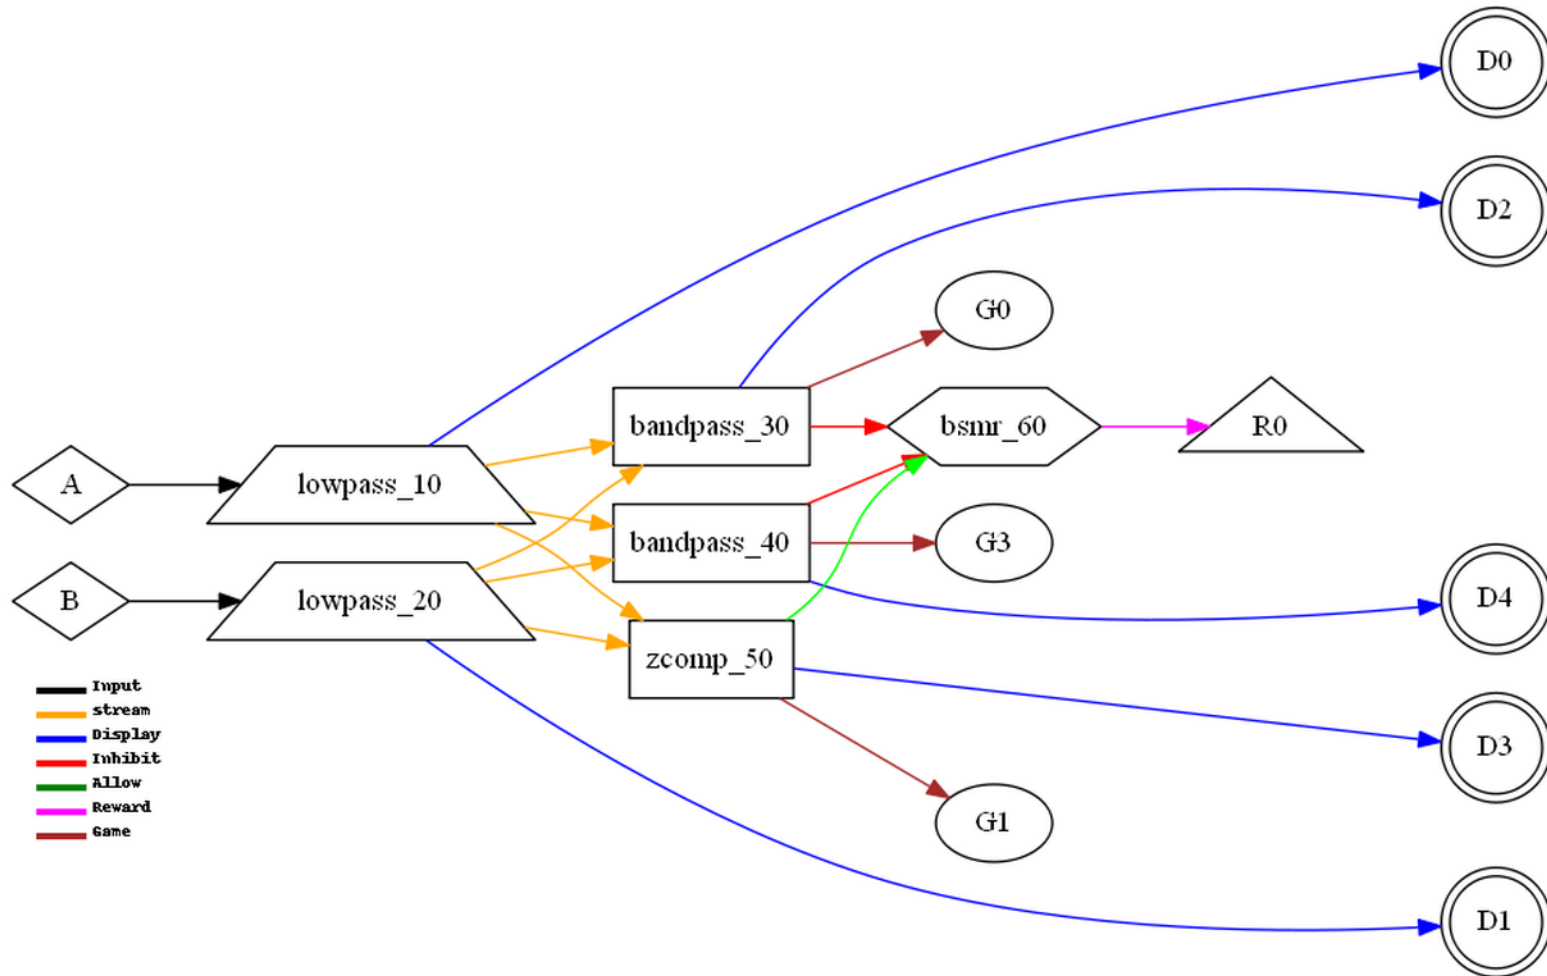 D0
D2
G0
bandpass_30
bsmr_60
R0
A
lowpass_10
bandpass_40
G3
B
lowpass_20
D4
zcomp_50
Input
stream
Display
Inhibit
Allow
Reward
Game
D3
G1
D1